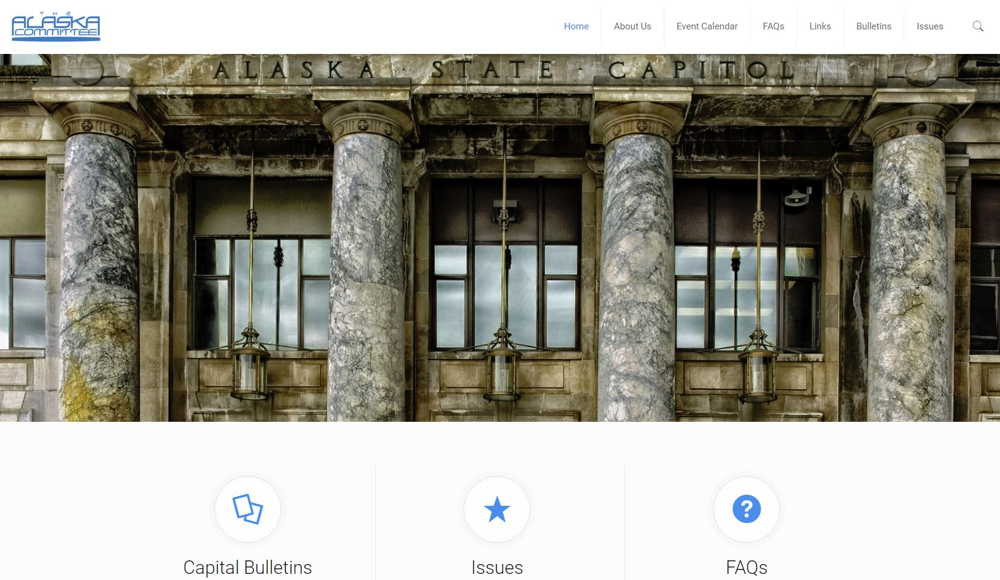 THE
ALASKA
COMMITTEE
Home
About Us
Event Calendar
FAQs
Links
Bulletins
Issues
ALASKA · STATE · CAPITOL
Capital Bulletins
Issues
FAQs